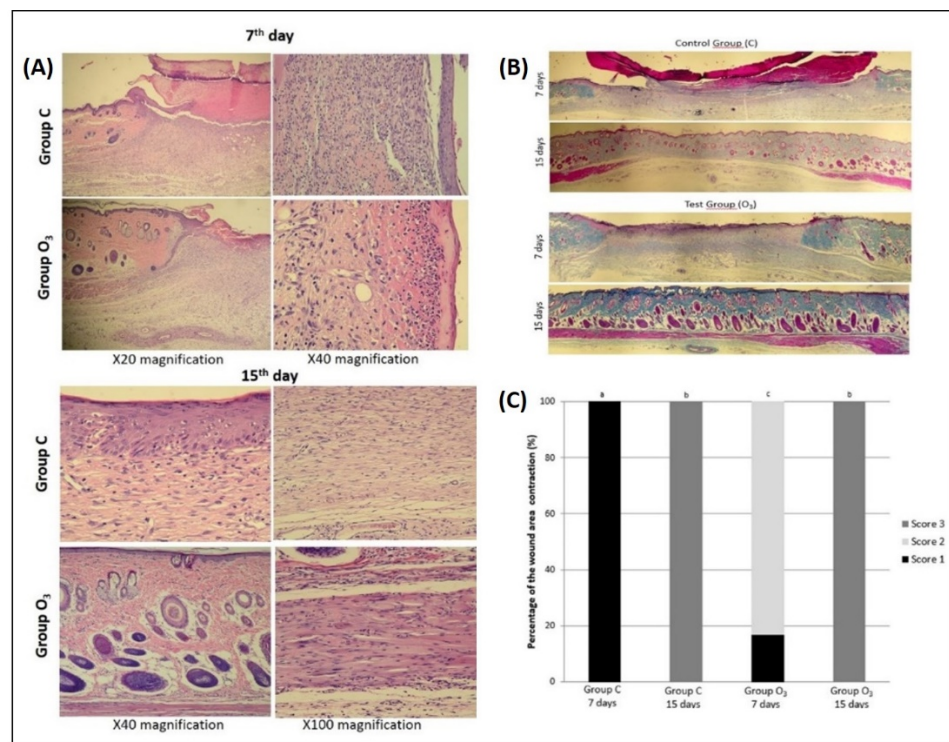 7th day
(A)
Group C
Group O3
X20 magnification
X40 magnification
15th day
Group C
Group O3
X40 magnification
X100 magnification
(B)
Control Group (C)
7 days
15 days
Test Group (O3)
7 days
15 days
(C)
Percentage of the wound area contraction (%)
100
80
60
40
20
0
a
b
c
b
Group C
7 days
Group C
15 days
Group O3
7 days
Group O3
15 days
Score 3
Score 2
Score 1